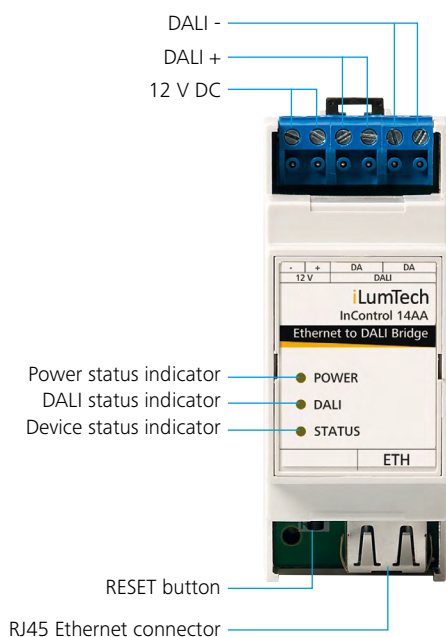 DALI -
DALI +
12 V DC
- + DA DA
12 V DALI
iLumTech
InControl 14AA
Ethernet to DALI Bridge
Power status indicator
POWER
DALI status indicator
DALI
Device status indicator
STATUS
ETH
RESET button
RJ45 Ethernet connector